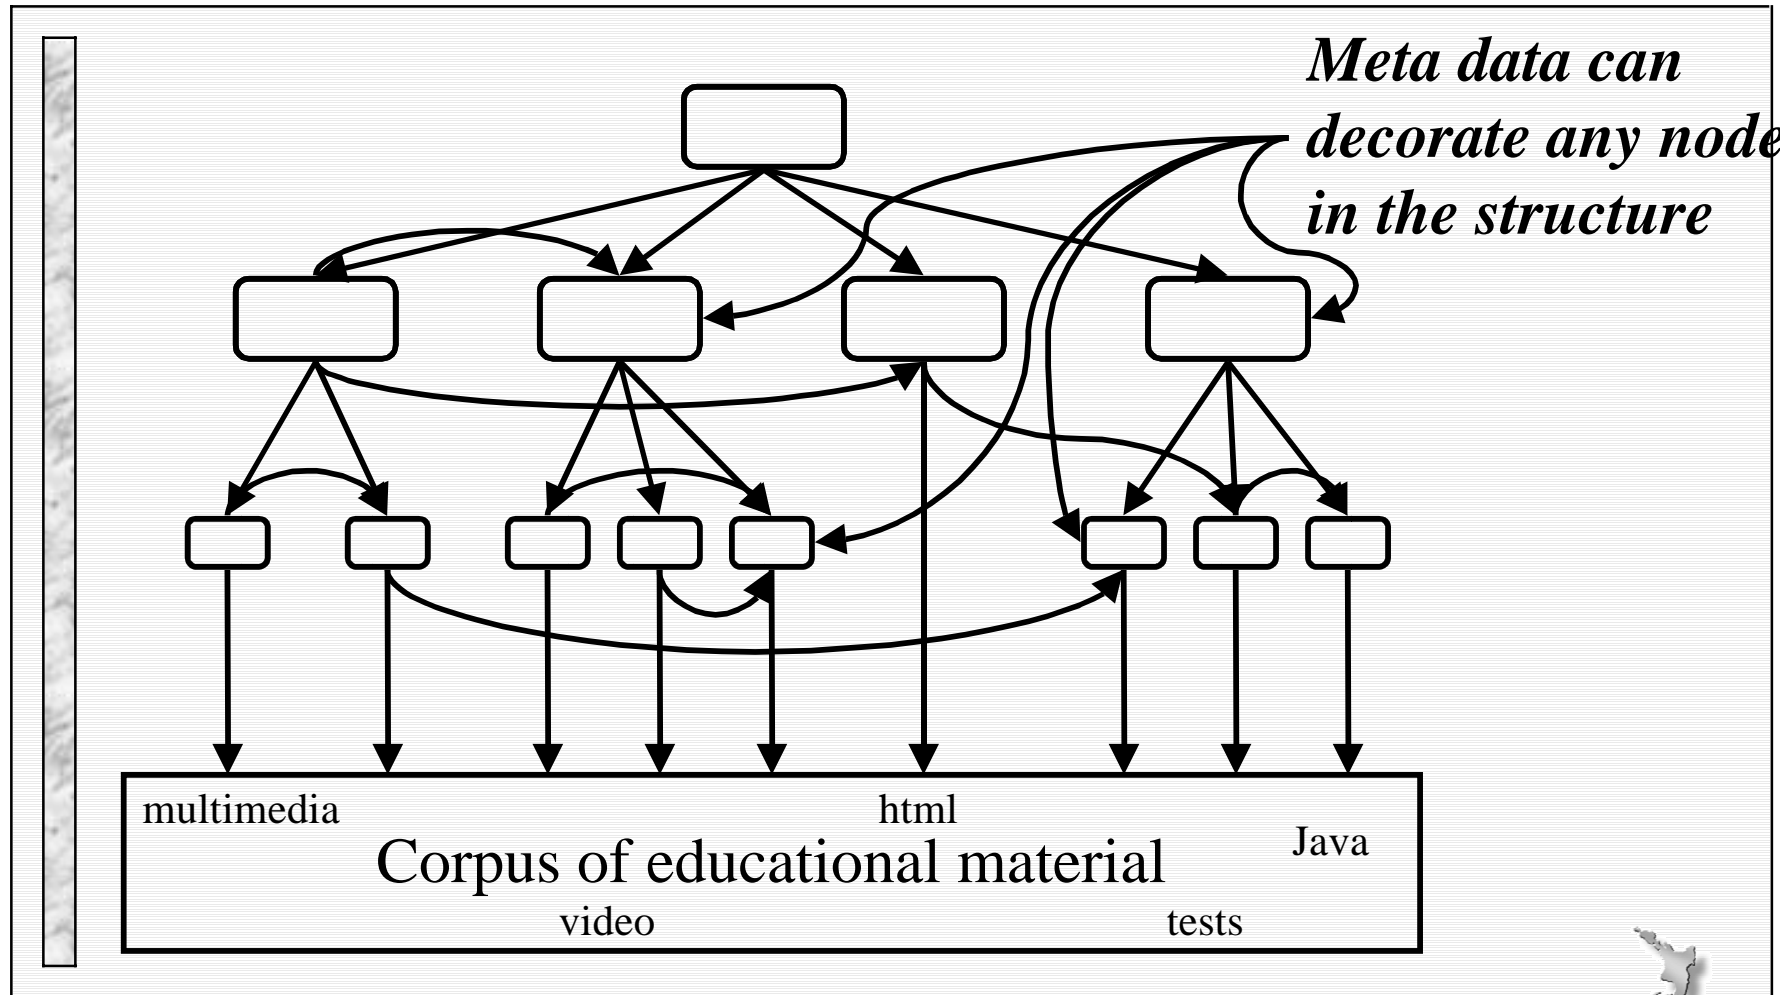 Meta data can
decorate any node
in the structure
multimedia
html
Java
Corpus of educational material
video
tests